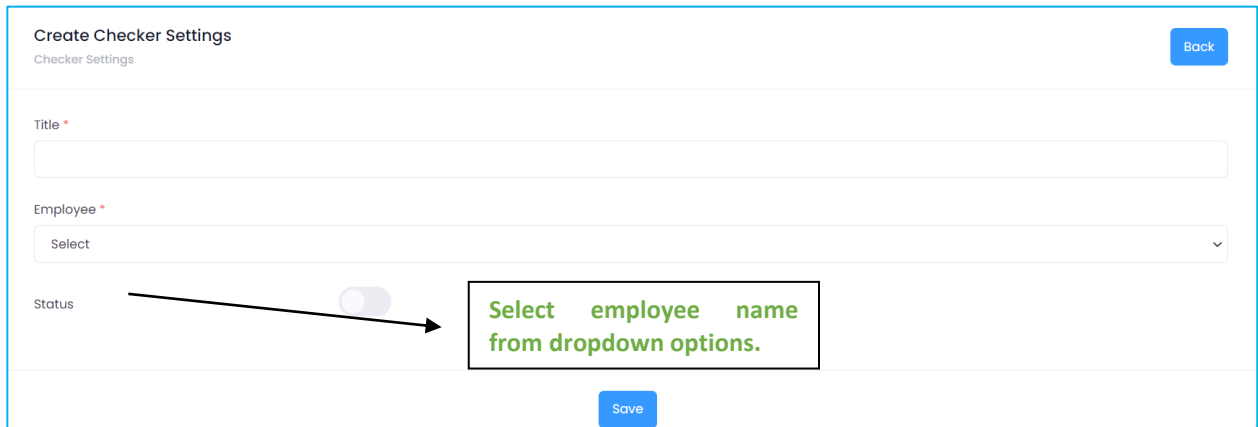 Create Checker Settings
Back
Checker Settings
Title *
Employee *
Select
Status
Select employee name
from dropdown options.
Save